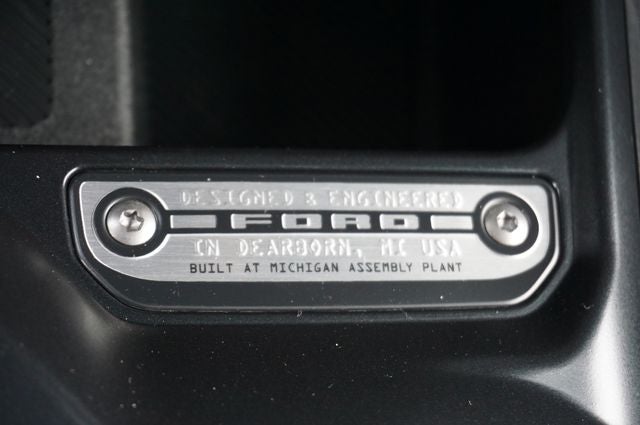 DESIGNED & ENGINEERED
FORD
IN DEARBORN, MI USA
BUILT AT MICHIGAN ASSEMBLY PLANT